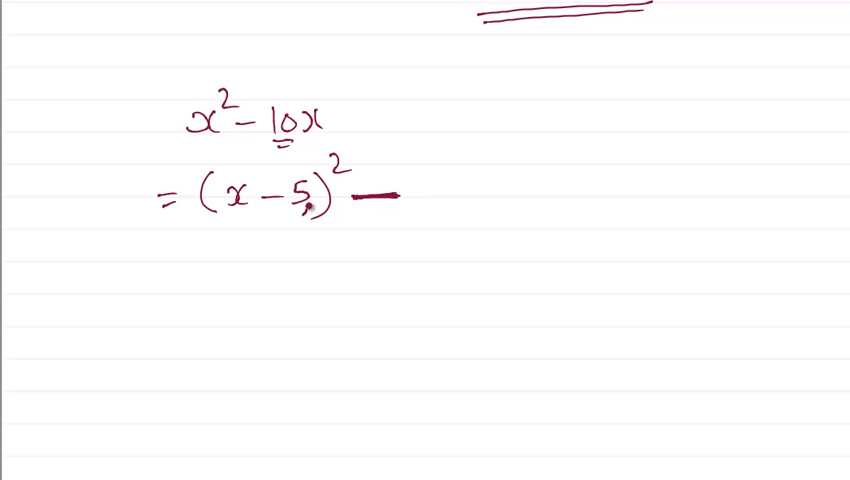 x² - 10x
= (x - 5)² -